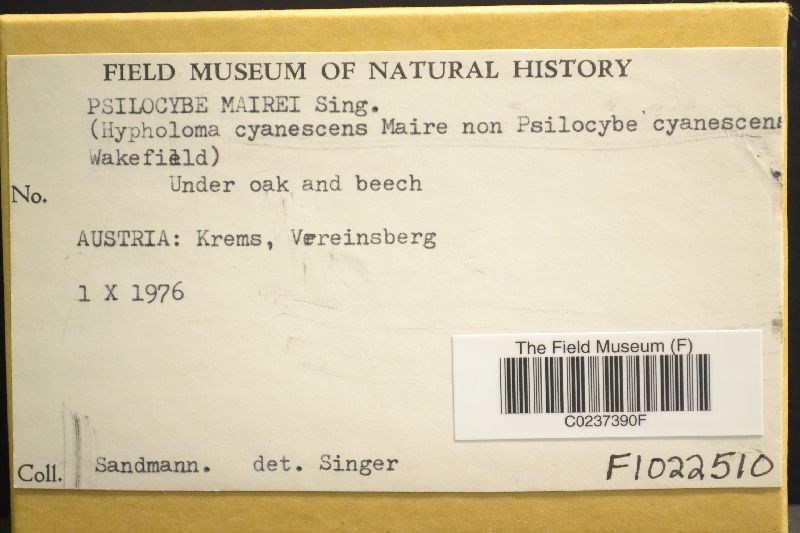 FIELD MUSEUM OF NATURAL HISTORY
PSILOCYBE MAIREI Sing.
(Hypholoma cyanescens Maire non Psilocybe cyanescens
Wakefield)
Under oak and beech
No.
AUSTRIA: Krems, Vereinsberg
1 X 1976
The Field Museum (F)
C0237390F
Coll. Sandmann. det. Singer
F1022510